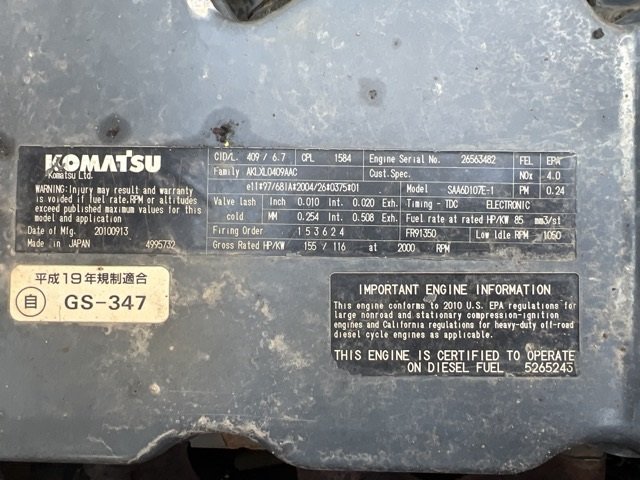 KOMATSU
Komatsu Ltd.
WARNING: Injury may result and warranty
is voided if fuel rate.RPM or altitudes
exceed published maximum values for
this model and application.
Date of Mfg. 20100913
Made in JAPAN 4995732
CID/L. 409 / 6.7 CPL 1584 Engine Serial No. 26563482 FEL EPA
Family AKLXL0409AAC Cust.Spec. NOx 4.0
e11*97/68IA*2004/26*0375*01 Model SAA6D107E-1 PM 0.24
Valve lash Inch 0.010 Int. 0.020 Exh. Timing - TDC ELECTRONIC
cold MM 0.254 Int. 0.508 Exh. Fuel rate at rated HP/KW 85 mm3/st
Firing Order 153624 FR91350 Low Idle RPM 1050
Gross Rated HP/KW 155 / 116 at 2000 RPM
平成19年規制適合
自 GS-347
IMPORTANT ENGINE INFORMATION
This engine conforms to 2010 U.S. EPA regulations for
large nonroad and stationary compression-ignition
engines and California regulations for heavy-duty off-road
diesel cycle engines as applicable.
THIS ENGINE IS CERTIFIED TO OPERATE
ON DIESEL FUEL 5265243